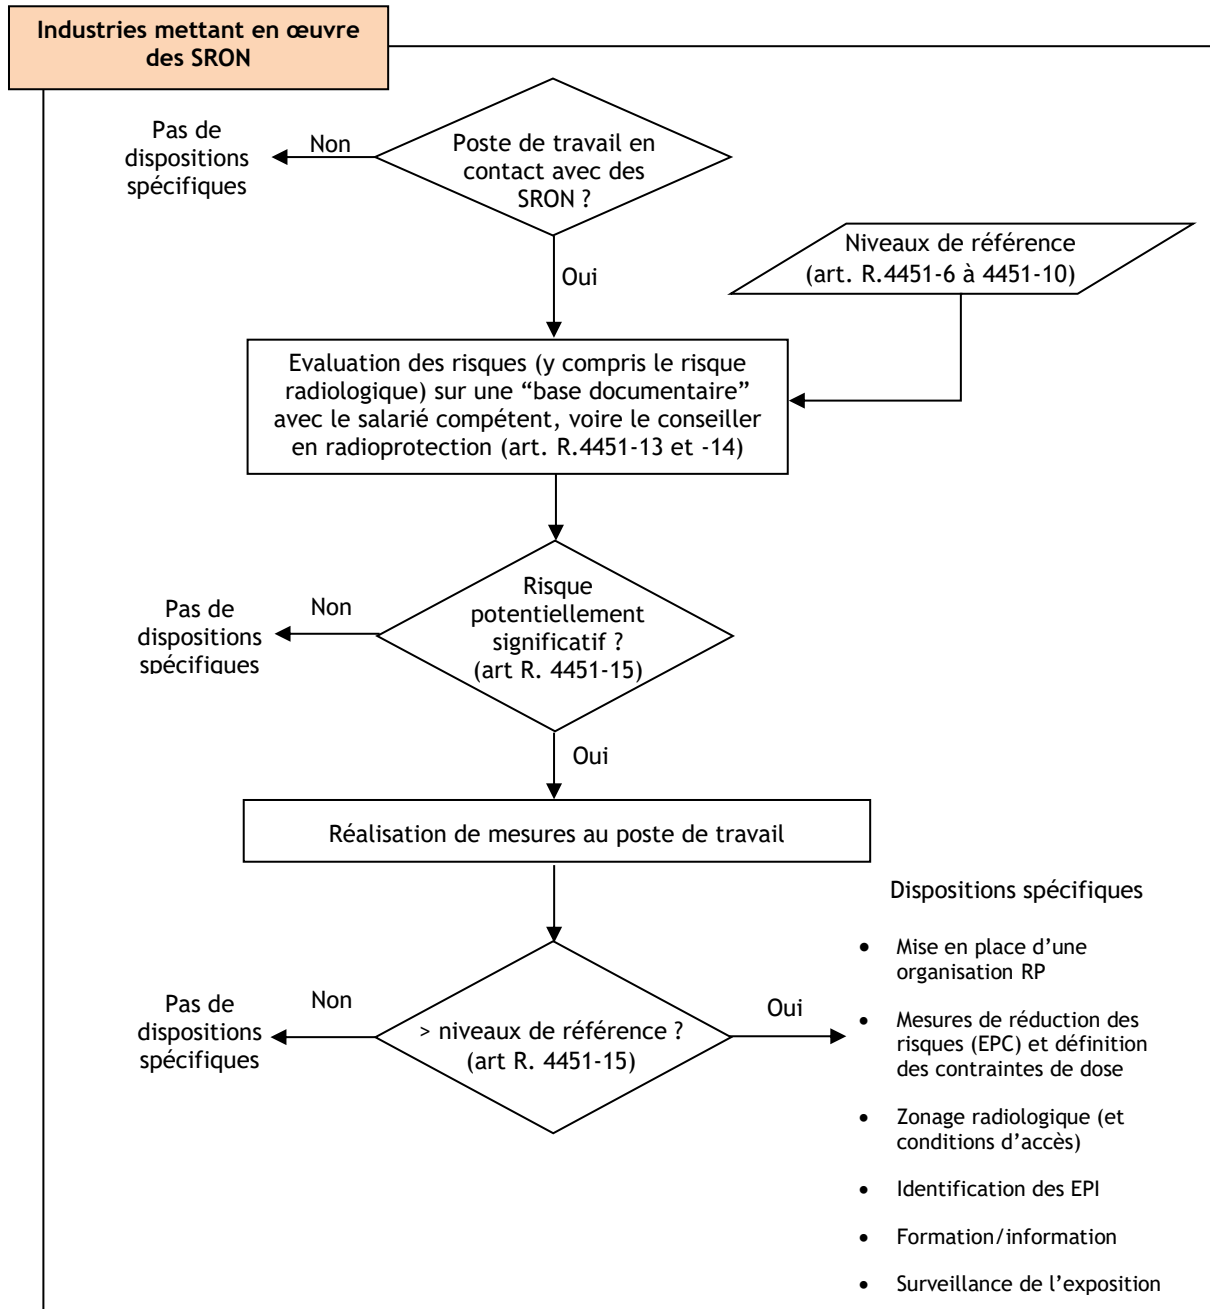 Industries mettant en œuvre
des SRON
Pas de
dispositions
spécifiques
Non
Poste de travail en
contact avec des
SRON ?
Niveaux de référence
(art. R.4451-6 à 4451-10)
Oui
Evaluation des risques (y compris le risque
radiologique) sur une “base documentaire”
avec le salarié compétent, voire le conseiller
en radioprotection (art. R.4451-13 et -14)
Pas de
dispositions
spécifiques
Non
Risque
potentiellement
significatif ?
(art R. 4451-15)
Oui
Réalisation de mesures au poste de travail
Pas de
dispositions
spécifiques
Non
> niveaux de référence ?
(art R. 4451-15)
Oui
Dispositions spécifiques
• Mise en place d’une
organisation RP
• Mesures de réduction des
risques (EPC) et définition
des contraintes de dose
• Zonage radiologique (et
conditions d’accès)
• Identification des EPI
• Formation/information
• Surveillance de l’exposition